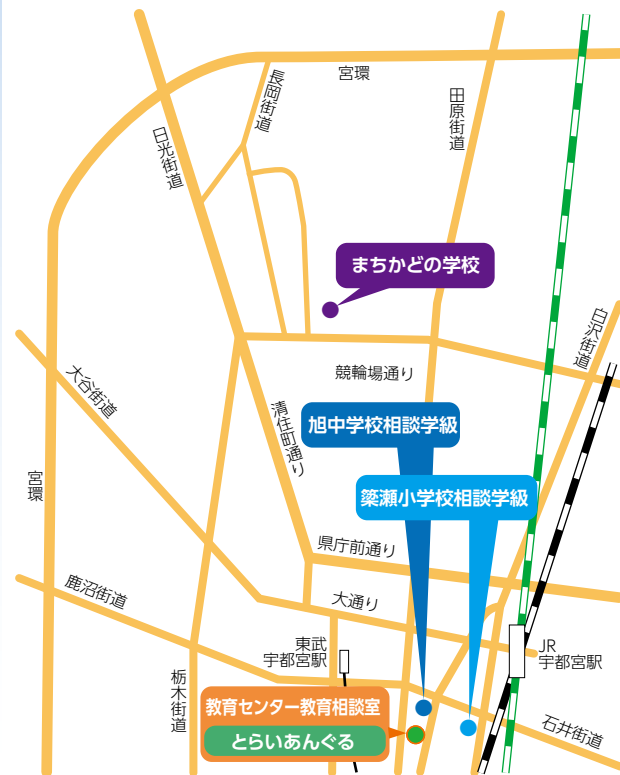 宮環
長岡街道
田原街道
日光街道
まちかどの学校
白沢街道
競輪場通り
大谷街道
清住町通り
旭中学校相談学級
簗瀬小学校相談学級
宮環
県庁前通り
鹿沼街道
大通り
東武
宇都宮駅
JR
宇都宮駅
栃木街道
教育センター教育相談室
とらいあんぐる
石井街道